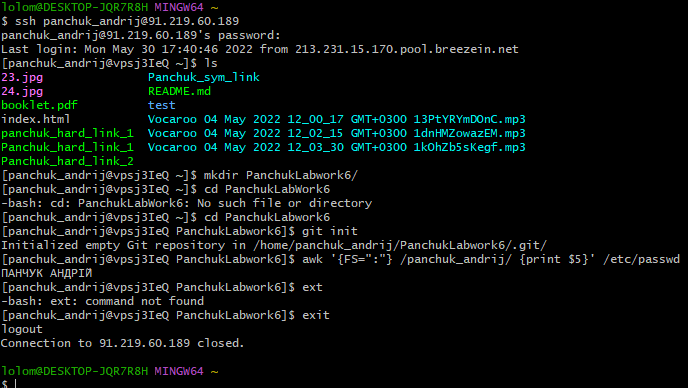 lolom@DESKTOP-JQR7R8H MINGW64 ~
$ ssh panchuk_andrij@91.219.60.189
panchuk_andrij@91.219.60.189's password:
Last login: Mon May 30 17:40:46 2022 from 213.231.15.170.pool.breezein.net
[panchuk_andrij@vpsj3IeQ ~]$ ls
23.jpg Panchuk_sym_link
24.jpg README.md
booklet.pdf test
index.html Vocaroo 04 May 2022 12_00_17 GMT+0300 13PtYRYmDOnC.mp3
panchuk_hard_link_1 Vocaroo 04 May 2022 12_02_15 GMT+0300 1dnHMZowazEM.mp3
Panchuk_hard_link_1 Vocaroo 04 May 2022 12_03_30 GMT+0300 1kOhZb5sKegf.mp3
Panchuk_hard_link_2
[panchuk_andrij@vpsj3IeQ ~]$ mkdir PanchukLabwork6/
[panchuk_andrij@vpsj3IeQ ~]$ cd PanchukLabWork6
-bash: cd: PanchukLabWork6: No such file or directory
[panchuk_andrij@vpsj3IeQ ~]$ cd PanchukLabwork6
[panchuk_andrij@vpsj3IeQ PanchukLabwork6]$ git init
Initialized empty Git repository in /home/panchuk_andrij/PanchukLabwork6/.git/
[panchuk_andrij@vpsj3IeQ PanchukLabwork6]$ awk '{FS=":"} /panchuk_andrij/ {print $5}' /etc/passwd
ПАНЧУК АНДРІЙ
[panchuk_andrij@vpsj3IeQ PanchukLabwork6]$ ext
-bash: ext: command not found
[panchuk_andrij@vpsj3IeQ PanchukLabwork6]$ exit
logout
Connection to 91.219.60.189 closed.
lolom@DESKTOP-JQR7R8H MINGW64 ~
$